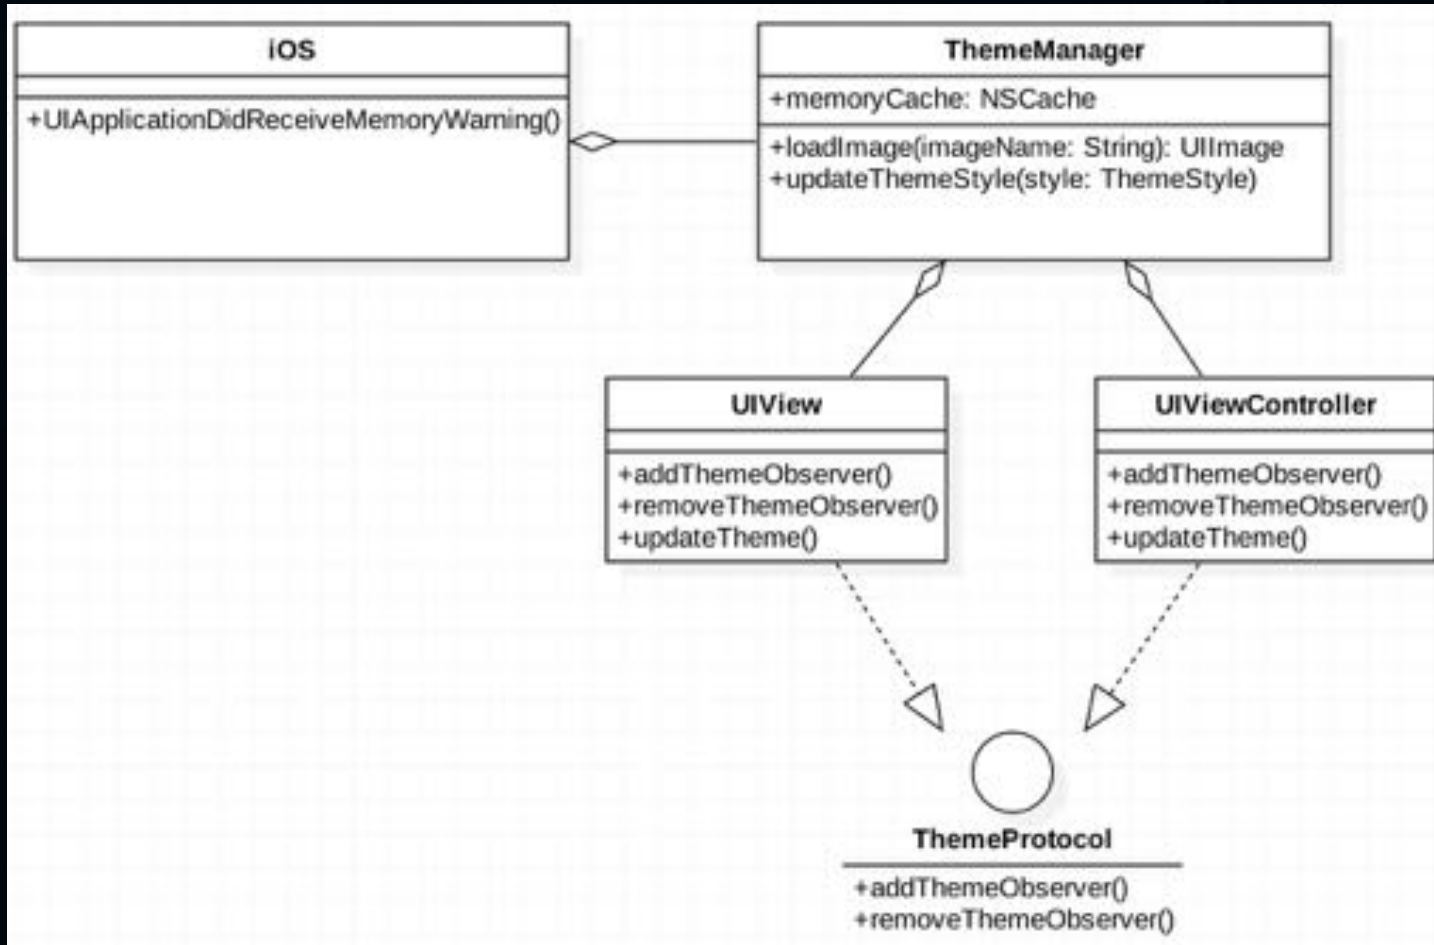 iOS
+UIApplicationDidReceiveMemoryWarning()
ThemeManager
+memoryCache: NSCache
+loadImage(imageName: String): UIImage
+updateThemeStyle(style: ThemeStyle)
UIView
+addThemeObserver()
+removeThemeObserver()
+updateTheme()
UIViewController
+addThemeObserver()
+removeThemeObserver()
+updateTheme()
ThemeProtocol
+addThemeObserver()
+removeThemeObserver()